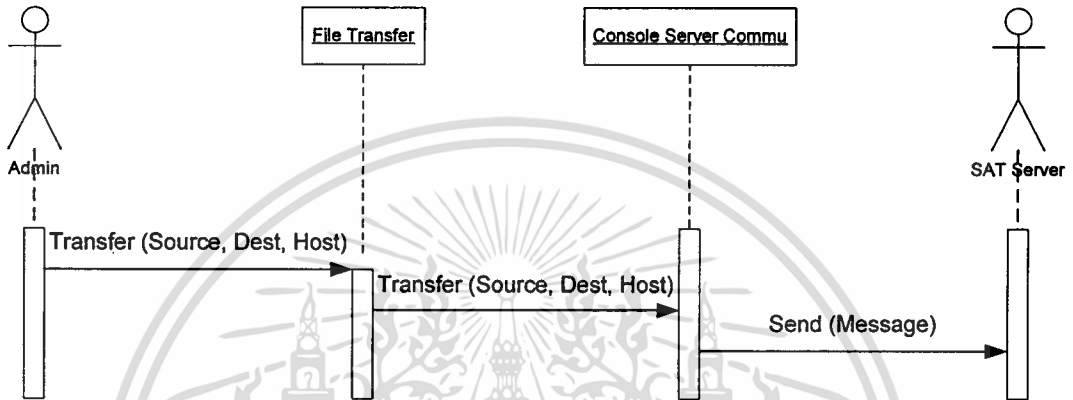 File Transfer
Console Server Commu
Admin
SAT Server
Transfer (Source, Dest, Host)
Transfer (Source, Dest, Host)
Send (Message)